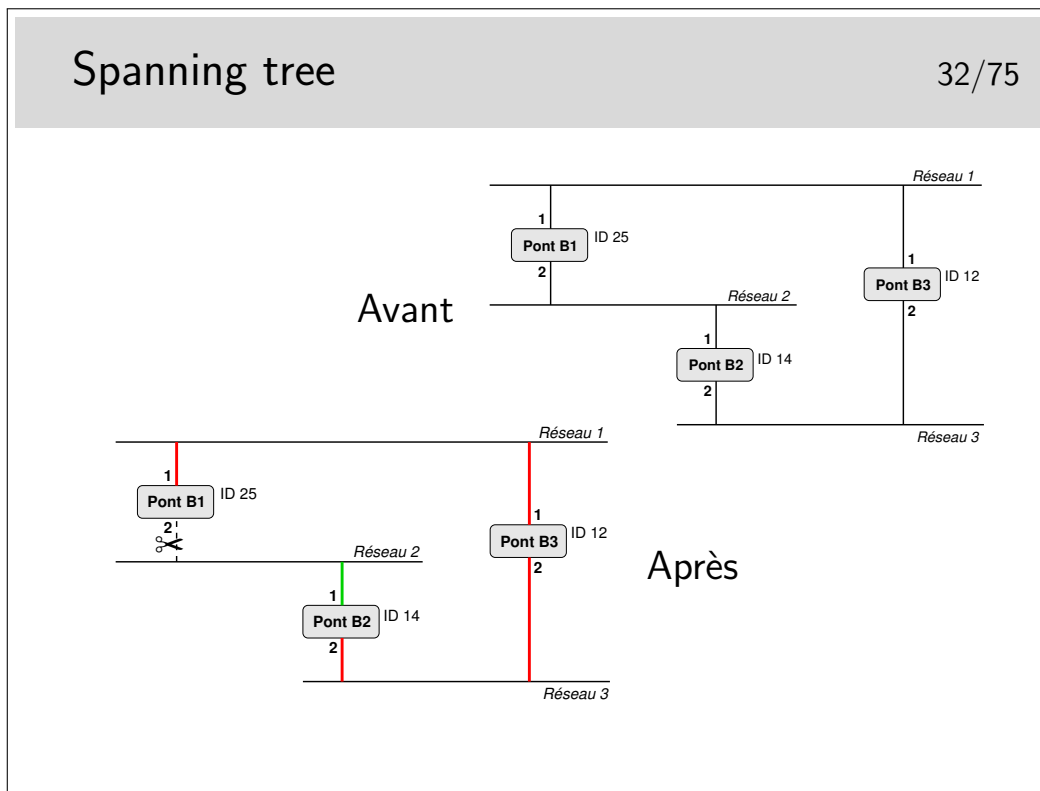 Spanning tree 32/75
Réseau 1
1
Pont B1 ID 25
2
1
Pont B3 ID 12
2
Avant
Réseau 2
1
Pont B2 ID 14
2
Réseau 3
Réseau 1
1
Pont B1 ID 25
2
1
Pont B3 ID 12
2
Réseau 2
Après
1
Pont B2 ID 14
2
Réseau 3